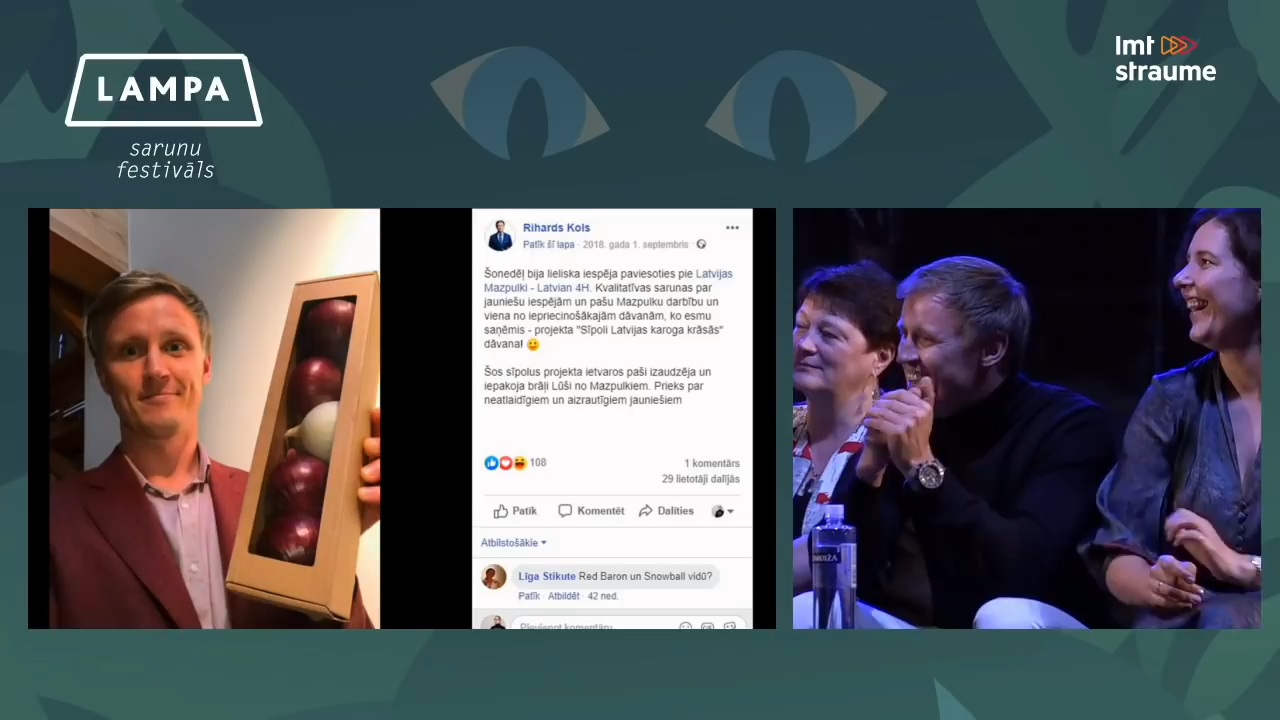 LAMPA
sarunu
festivāls
lmt
straume
Rihards Kols
Patīk šī lapa · 2018. gada 1. septembris ·
Šonedēļ bija lieliska iespēja paviesoties pie Latvijas
Mazpulki - Latvian 4H. Kvalitatīvas sarunas par
jauniešu iespējām un pašu Mazpulku darbību un
viena no iepriecinošākajām dāvanām, ko esmu
saņēmis - projekta "Sīpoli Latvijas karoga krāsās"
dāvana! 🙂
Šos sīpolus projekta ietvaros paši izaudzēja un
iepakoja brāļi Lūši no Mazpulkiem. Prieks par
neatlaidīgiem un aizrautīgiem jauniešiem
108
1 komentārs
29 lietotāji dalījās
Patīk Komentēt Dalīties
Atbilstošākie
Līga Stikute Red Baron un Snowball vidū?
Patīk · Atbildēt · 42 ned.
Pievienot komentāru